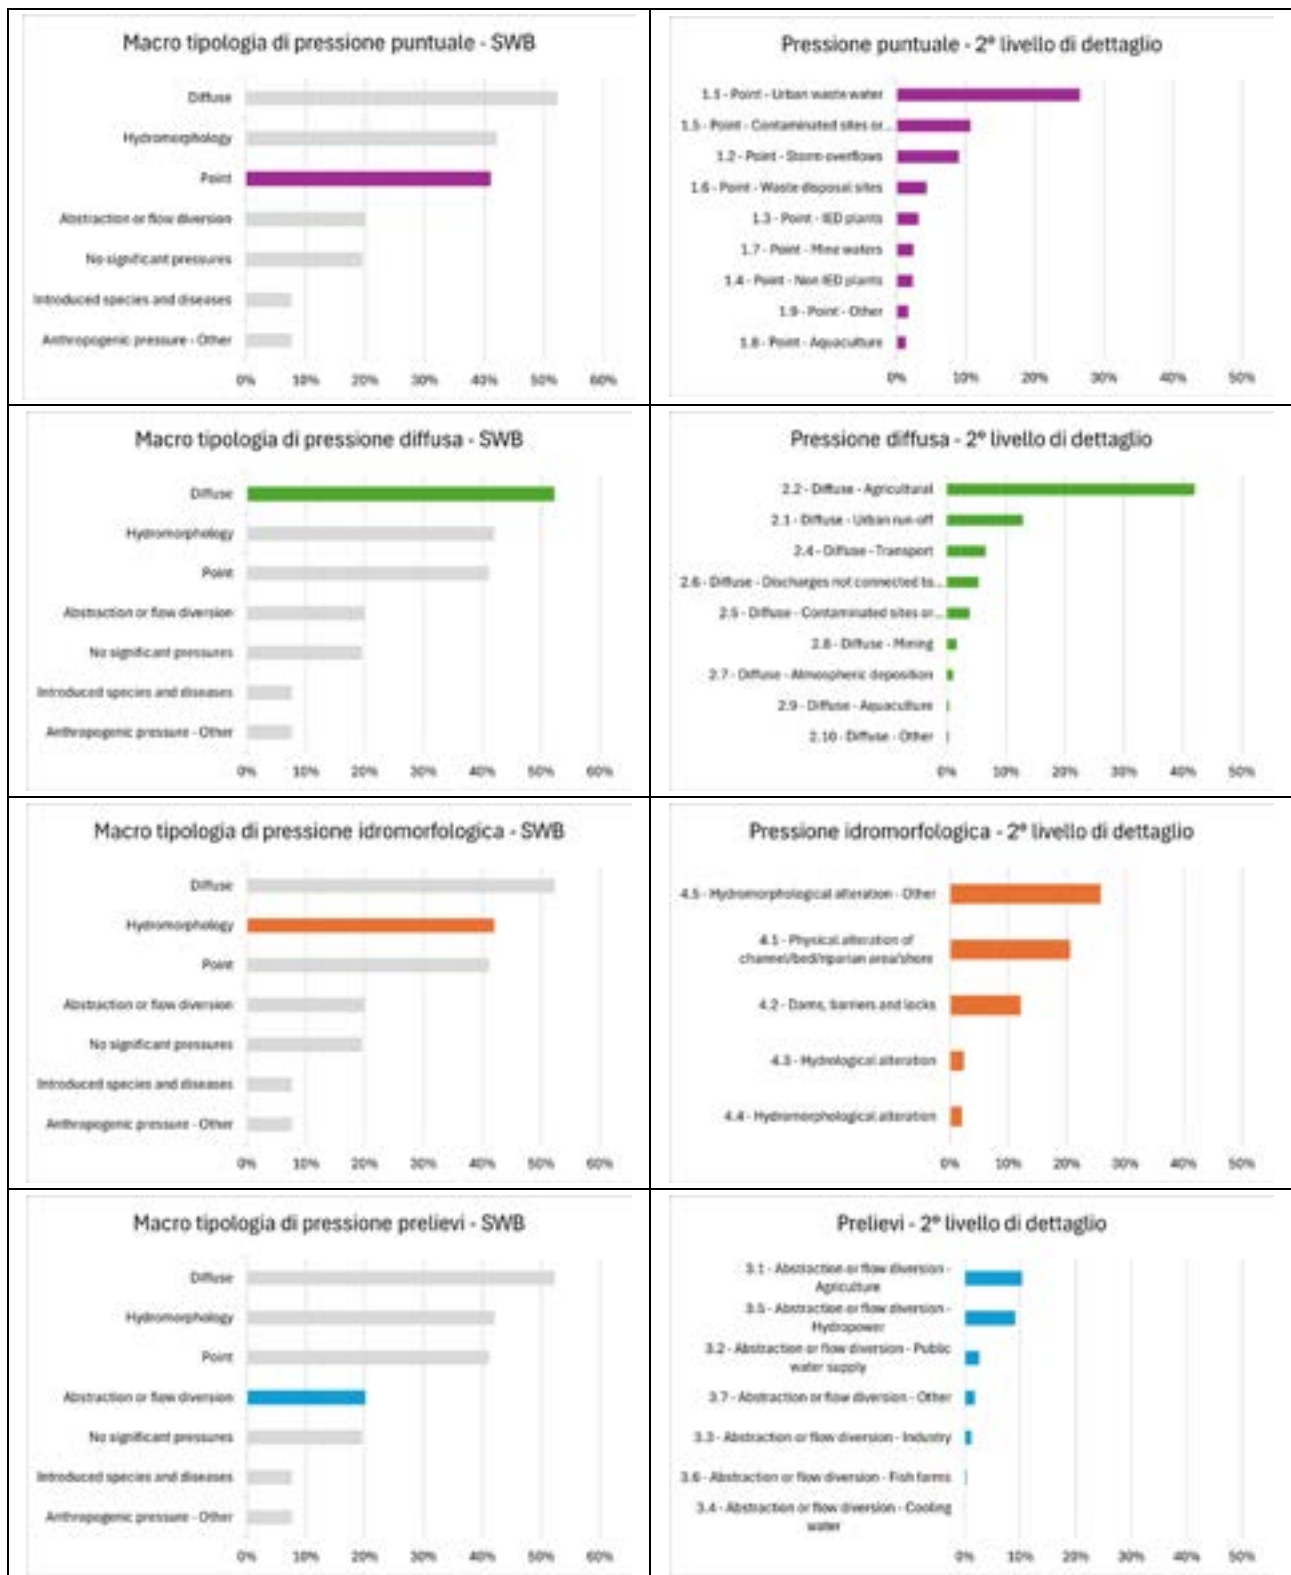 Macro tipologia di pressione puntuale - SWB
Diffuse
Hydromorphology
Point
Abstraction or flow diversion
No significant pressures
Introduced species and diseases
Anthropogenic pressure - Other
0% 10% 20% 30% 40% 50% 60%
Pressione puntuale - 2° livello di dettaglio
1.1 - Point - Urban waste water
1.5 - Point - Contaminated sites or...
1.2 - Point - Storm overflows
1.6 - Point - Waste disposal sites
1.3 - Point - IED plants
1.7 - Point - Mine waters
1.4 - Point - Non IED plants
1.9 - Point - Other
1.8 - Point - Aquaculture
0% 10% 20% 30% 40% 50%
Macro tipologia di pressione diffusa - SWB
Diffuse
Hydromorphology
Point
Abstraction or flow diversion
No significant pressures
Introduced species and diseases
Anthropogenic pressure - Other
0% 10% 20% 30% 40% 50% 60%
Pressione diffusa - 2° livello di dettaglio
2.2 - Diffuse - Agricultural
2.1 - Diffuse - Urban run-off
2.4 - Diffuse - Transport
2.6 - Diffuse - Discharges not connected to...
2.5 - Diffuse - Contaminated sites or...
2.8 - Diffuse - Mining
2.7 - Diffuse - Atmospheric deposition
2.9 - Diffuse - Aquaculture
2.10 - Diffuse - Other
0% 10% 20% 30% 40% 50%
Macro tipologia di pressione idromorfologica - SWB
Diffuse
Hydromorphology
Point
Abstraction or flow diversion
No significant pressures
Introduced species and diseases
Anthropogenic pressure - Other
0% 10% 20% 30% 40% 50% 60%
Pressione idromorfologica - 2° livello di dettaglio
4.5 - Hydromorphological alteration - Other
4.1 - Physical alteration of
channel/bed/riparian area/shore
4.2 - Dams, barriers and locks
4.3 - Hydrological alteration
4.4 - Hydromorphological alteration
0% 10% 20% 30% 40% 50%
Macro tipologia di pressione prelievi - SWB
Diffuse
Hydromorphology
Point
Abstraction or flow diversion
No significant pressures
Introduced species and diseases
Anthropogenic pressure - Other
0% 10% 20% 30% 40% 50% 60%
Prelievi - 2° livello di dettaglio
3.1 - Abstraction or flow diversion -
Agriculture
3.5 - Abstraction or flow diversion -
Hydropower
3.2 - Abstraction or flow diversion - Public
water supply
3.7 - Abstraction or flow diversion - Other
3.3 - Abstraction or flow diversion - Industry
3.6 - Abstraction or flow diversion - Fish farms
3.4 - Abstraction or flow diversion - Cooling
water
0% 10% 20% 30% 40% 50%